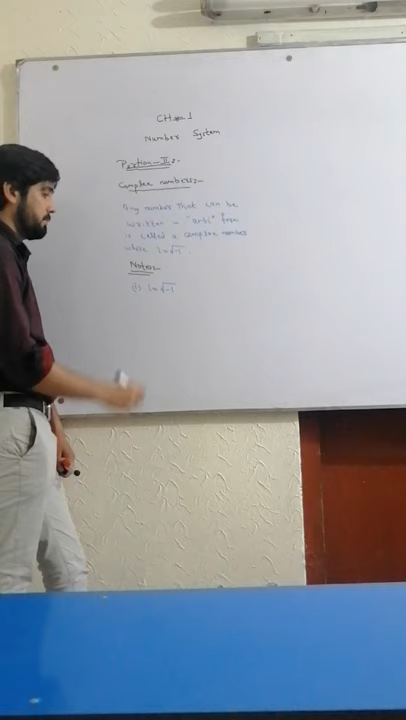 CH#01
Number System
Portion-II:-
Complex numbers:-
Any number that can be
written in "a+bi" form
is called a complex number
where i=√-1.
Notes:-
(i) i=√-1